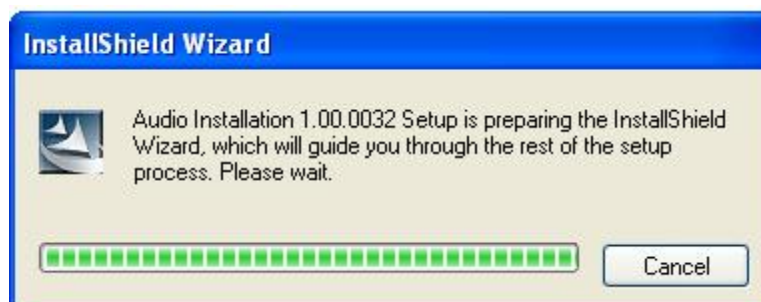 InstallShield Wizard
Audio Installation 1.00.0032 Setup is preparing the InstallShield
Wizard, which will guide you through the rest of the setup
process. Please wait.
Cancel